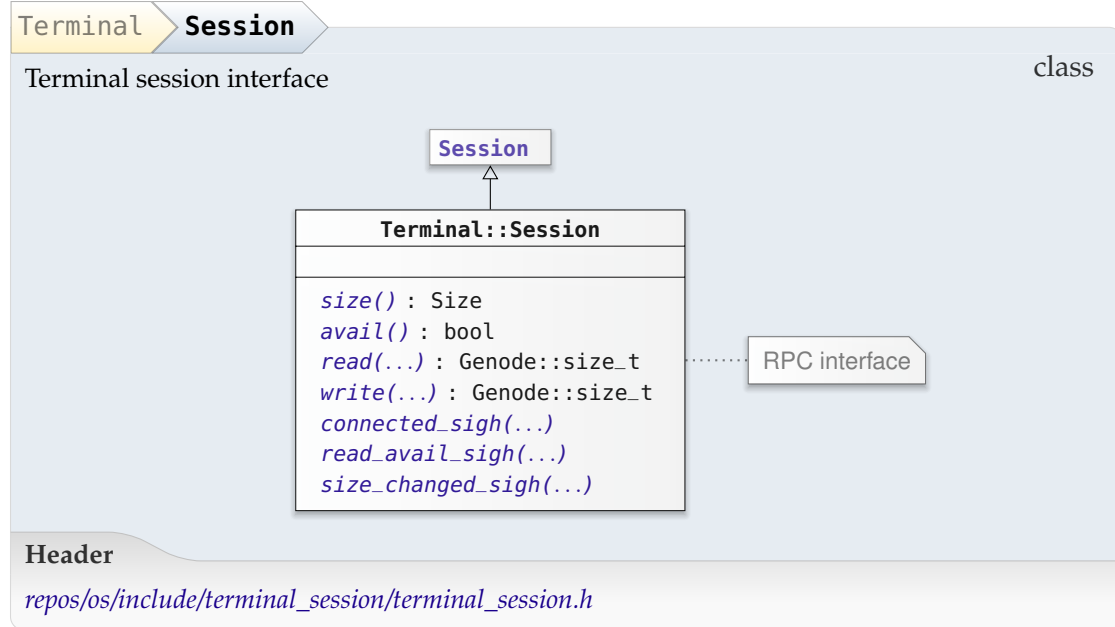 Terminal Session
Terminal session interface
class
Session
Terminal::Session
size() : Size
avail() : bool
read(...) : Genode::size_t
write(...) : Genode::size_t
connected_sigh(...)
read_avail_sigh(...)
size_changed_sigh(...)
RPC interface
Header
repos/os/include/terminal_session/terminal_session.h